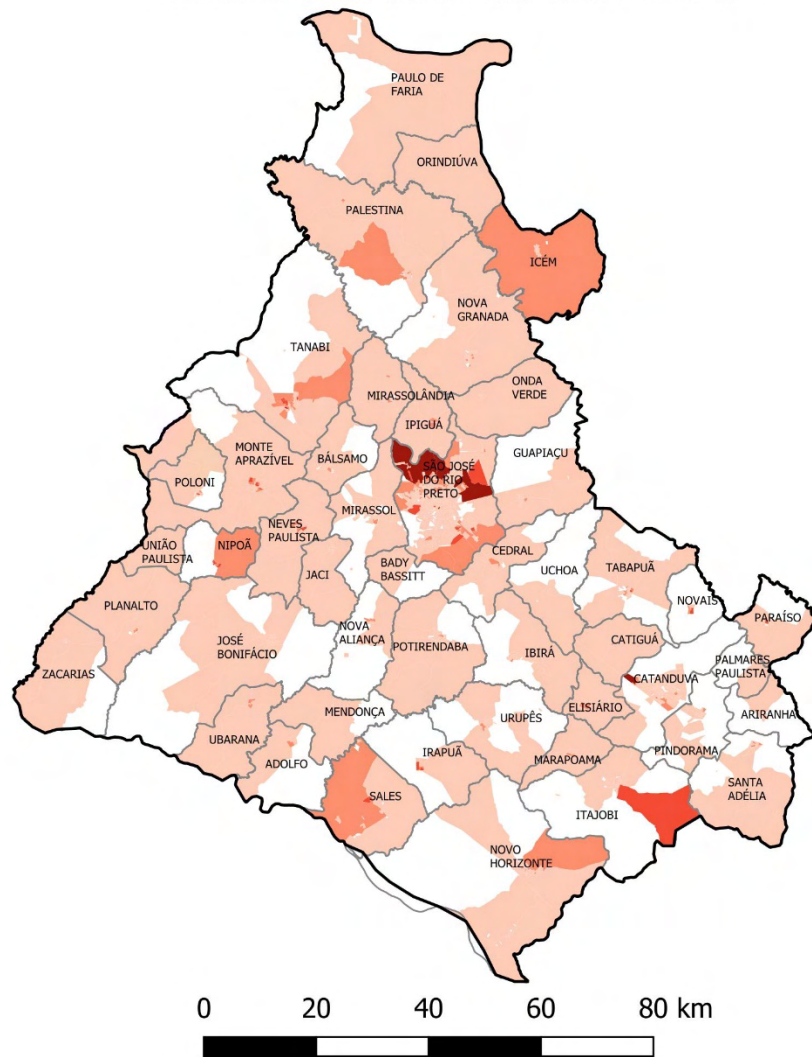 PAULO DE
FARIA
ORINDIÚVA
PALESTINA
ICÉM
NOVA
GRANADA
TANABI
MIRASSOLÂNDIA
ONDA
VERDE
IPIGUÁ
MONTE
APRAZÍVEL
BÁLSAMO
GUAPIAÇU
SÃO JOSÉ
DO RIO
PRETO
POLONI
MIRASSOL
NEVES
PAULISTA
UNIÃO
PAULISTA
NIPOÃ
CEDRAL
BADY
BASSITT
JACI
UCHOA
TABAPUÃ
NOVAIS
PLANALTO
PARAÍSO
NOVA
ALIANÇA
JOSÉ
BONIFÁCIO
POTIRENDABA
IBIRÁ
CATIGUÁ
PALMARES
PAULISTA
ZACARIAS
CATANDUVA
ELISIÁRIO
ARIRANHA
MENDONÇA
URUPÊS
UBARANA
IRAPUÃ
PINDORAMA
ADOLFO
MARAPOAMA
SANTA
ADÉLIA
SALES
ITAJOBI
NOVO
HORIZONTE
0 20 40 60 80 km